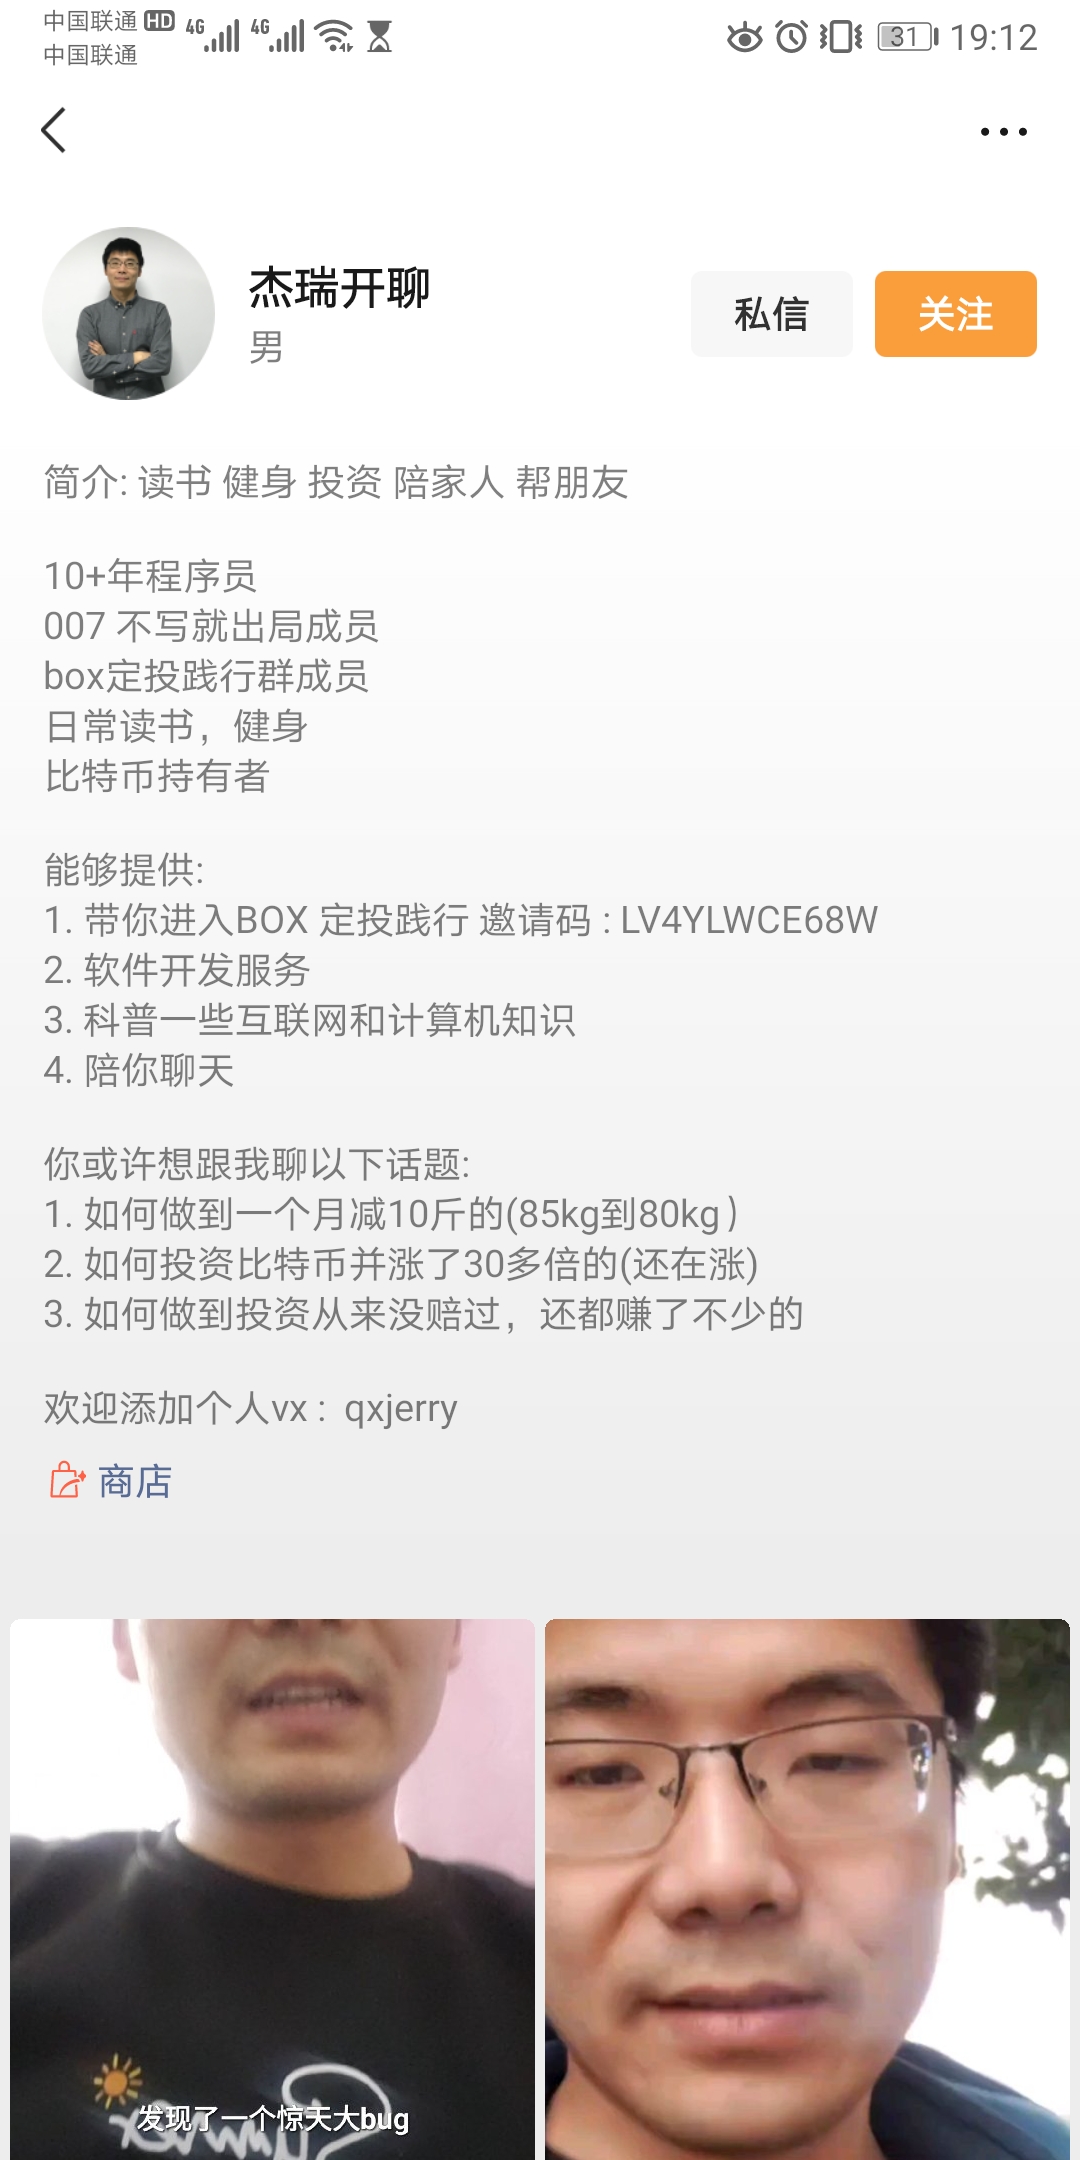 中国联通 HD 4G 4G 31 19:12
中国联通
杰瑞开聊
男
私信
关注
简介: 读书 健身 投资 陪家人 帮朋友
10+年程序员
007 不写就出局成员
box定投践行群成员
日常读书，健身
比特币持有者
能够提供:
1. 带你进入BOX 定投践行 邀请码 : LV4YLWCE68W
2. 软件开发服务
3. 科普一些互联网和计算机知识
4. 陪你聊天
你或许想跟我聊以下话题:
1. 如何做到一个月减10斤的(85kg到80kg）
2. 如何投资比特币并涨了30多倍的(还在涨)
3. 如何做到投资从来没赔过，还都赚了不少的
欢迎添加个人vx : qxjerry
商店
发现了一个惊天大bug